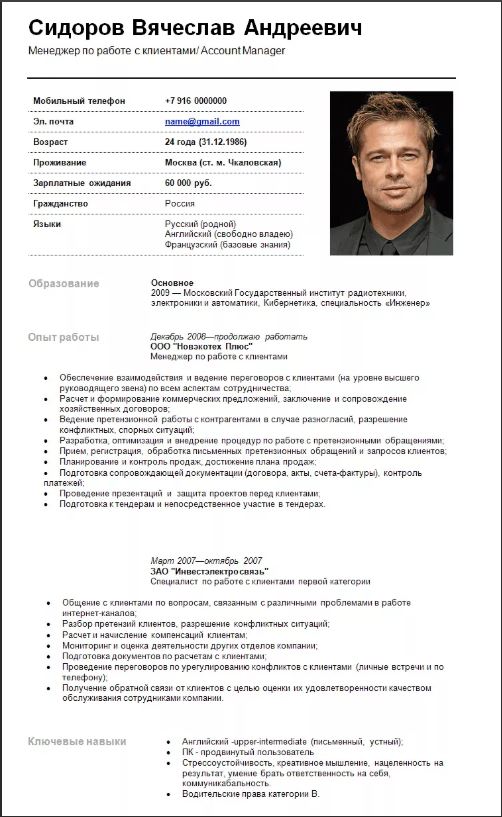 Сидоров Вячеслав Андреевич
Менеджер по работе с клиентами/ Account Manager
Мобильный телефон +7 916 0000000
Эл. почта name@gmail.com
Возраст 24 года (31.12.1986)
Проживание Москва (ст. м. Чкаловская)
Зарплатные ожидания 60 000 руб.
Гражданство Россия
Языки Русский (родной)
Английский (свободно владею)
Французский (базовые знания)
Образование Основное
2009 — Московский Государственный институт радиотехники,
электроники и автоматики, Кибернетика, специальность «Инженер»
Опыт работы Декабрь 2006—продолжаю работать
ООО "Новэкотех Плюс"
Менеджер по работе с клиентами
• Обеспечение взаимодействия и ведение переговоров с клиентами (на уровне высшего
руководящего звена) по всем аспектам сотрудничества;
• Расчет и формирование коммерческих предложений, заключение и сопровождение
хозяйственных договоров;
• Ведение претензионной работы с контрагентами в случае разногласий, разрешение
конфликтных, спорных ситуаций;
• Разработка, оптимизация и внедрение процедур по работе с претензионными обращениями;
• Прием, регистрация, обработка письменных претензионных обращений и запросов клиентов;
• Планирование и контроль продаж, достижение плана продаж;
• Подготовка сопровождающей документации (договора, акты, счета-фактуры), контроль
платежей;
• Проведение презентаций и защита проектов перед клиентами;
• Подготовка к тендерам и непосредственное участие в тендерах.
Март 2007—октябрь 2007
ЗАО "Инвестэлектросвязь"
Специалист по работе с клиентами первой категории
• Общение с клиентами по вопросам, связанным с различными проблемами в работе
интернет-каналов;
• Разбор претензий клиентов, разрешение конфликтных ситуаций;
• Расчет и начисление компенсаций клиентам;
• Мониторинг и оценка деятельности других отделов компании;
• Подготовка документов по расчетам с клиентами;
• Проведение переговоров по урегулированию конфликтов с клиентами (личные встречи и по
телефону);
• Получение обратной связи от клиентов с целью оценки их удовлетворенности качеством
обслуживания сотрудниками компании.
Ключевые навыки • Английский -upper-intermediate (письменный, устный);
• ПК - продвинутый пользователь
• Стрессоустойчивость, креативное мышление, нацеленность на
результат, умение брать ответственность на себя,
коммуникабальность
• Водительские права категории В.